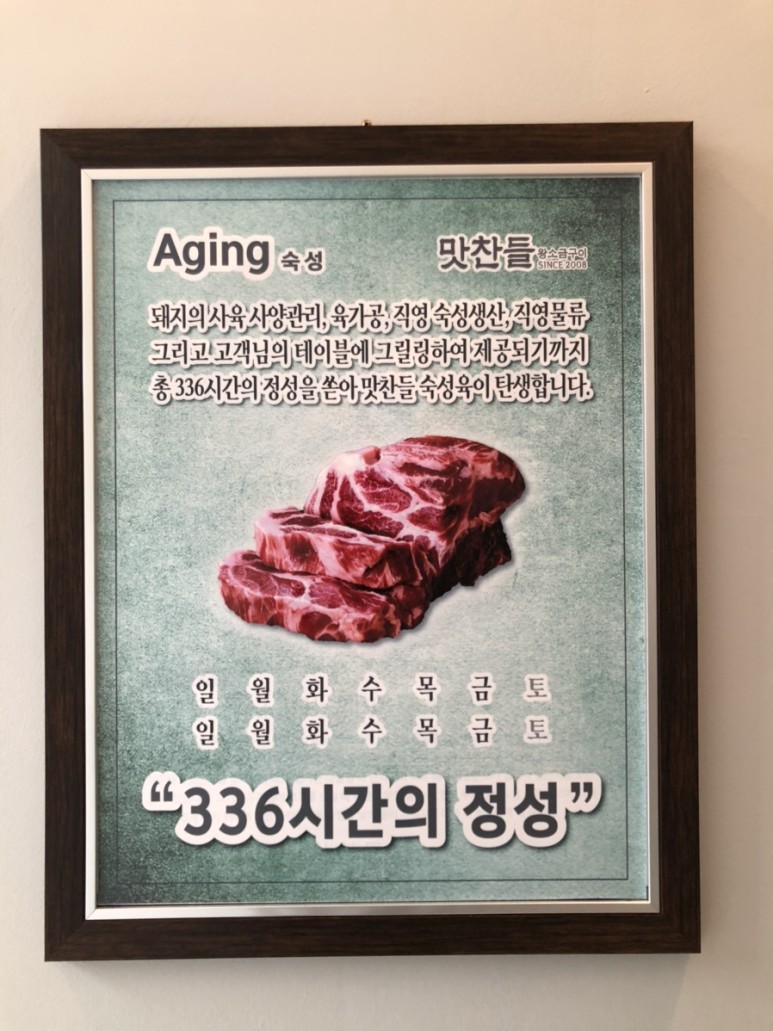 Aging 숙성
맛찬들 왕소금구이
SINCE 2008
돼지의 사육 사양관리, 육가공, 직영 숙성생산, 직영물류
그리고 고객님의 테이블에 그릴링하여 제공되기까지
총 336시간의 정성을 쏟아 맛찬들 숙성육이 탄생합니다.
일 월 화 수 목 금 토
일 월 화 수 목 금 토
“336시간의 정성”